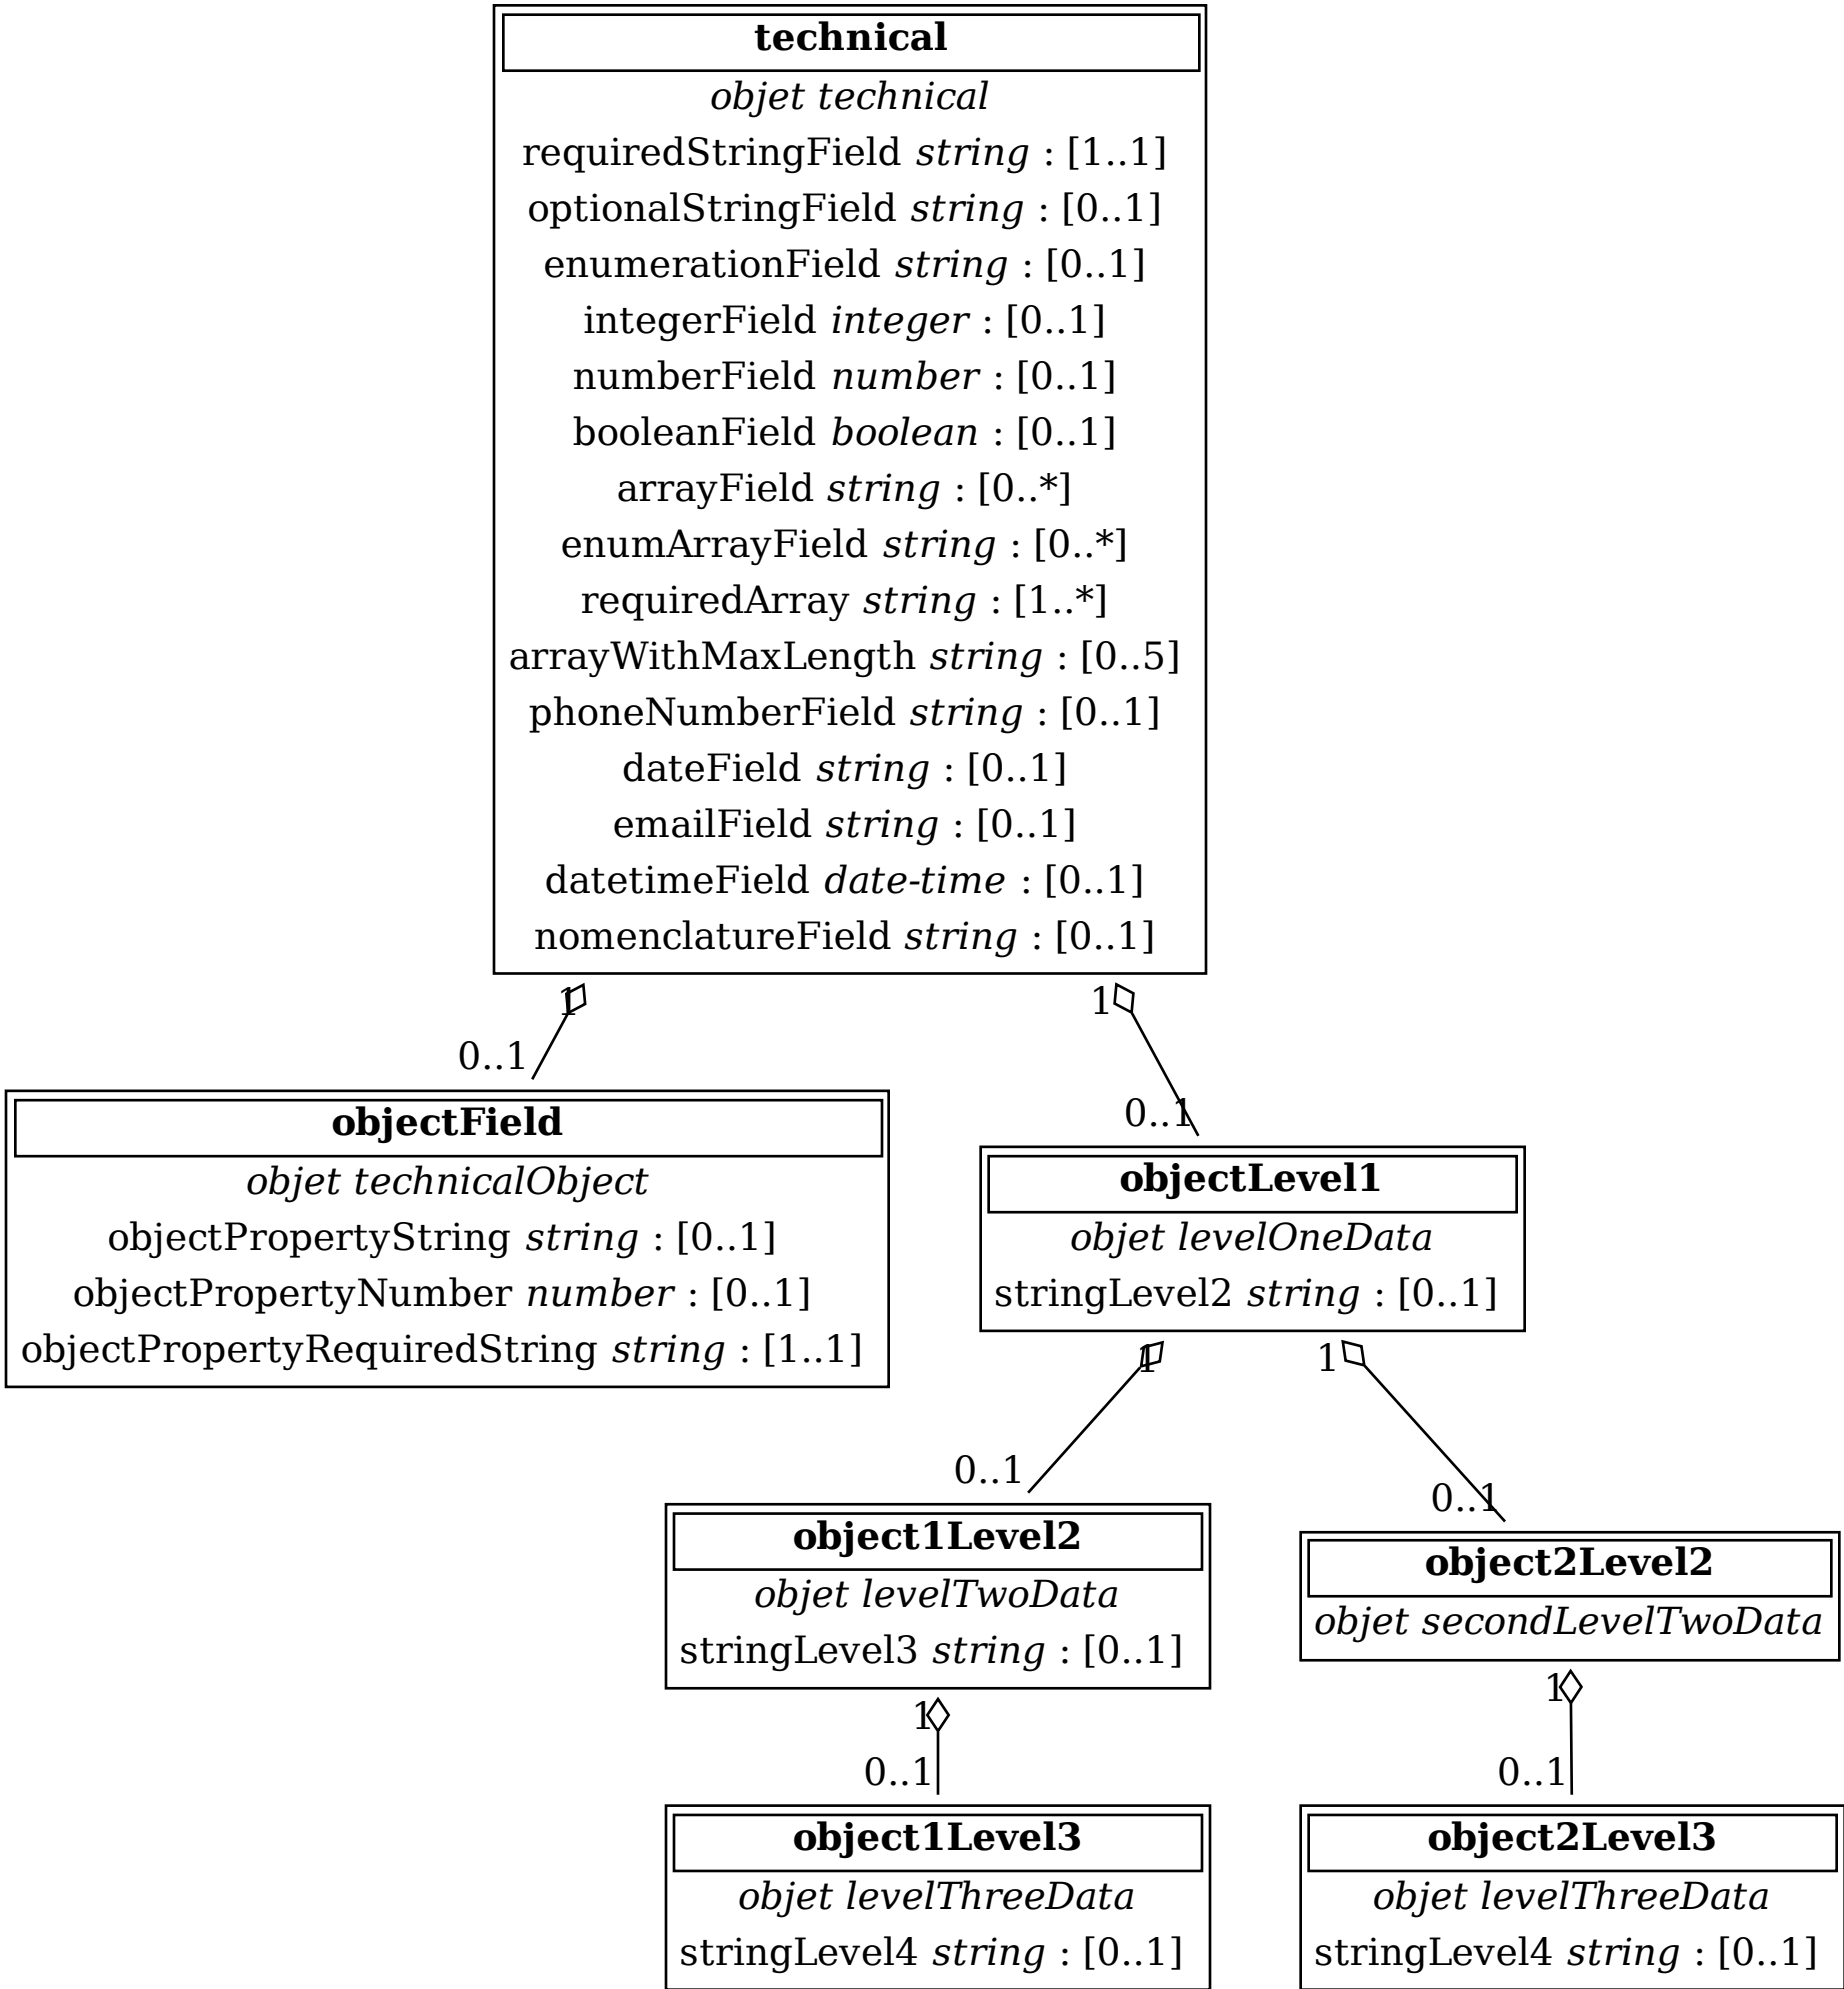 technical
objet technical
requiredStringField string : [1..1]
optionalStringField string : [0..1]
enumerationField string : [0..1]
integerField integer : [0..1]
numberField number : [0..1]
booleanField boolean : [0..1]
arrayField string : [0..*]
enumArrayField string : [0..*]
requiredArray string : [1..*]
arrayWithMaxLength string : [0..5]
phoneNumberField string : [0..1]
dateField string : [0..1]
emailField string : [0..1]
datetimeField date-time : [0..1]
nomenclatureField string : [0..1]
1
0..1
1
0..1
objectField
objet technicalObject
objectPropertyString string : [0..1]
objectPropertyNumber number : [0..1]
objectPropertyRequiredString string : [1..1]
objectLevel1
objet levelOneData
stringLevel2 string : [0..1]
1
0..1
1
0..1
object1Level2
objet levelTwoData
stringLevel3 string : [0..1]
object2Level2
objet secondLevelTwoData
1
0..1
1
0..1
object1Level3
objet levelThreeData
stringLevel4 string : [0..1]
object2Level3
objet levelThreeData
stringLevel4 string : [0..1]